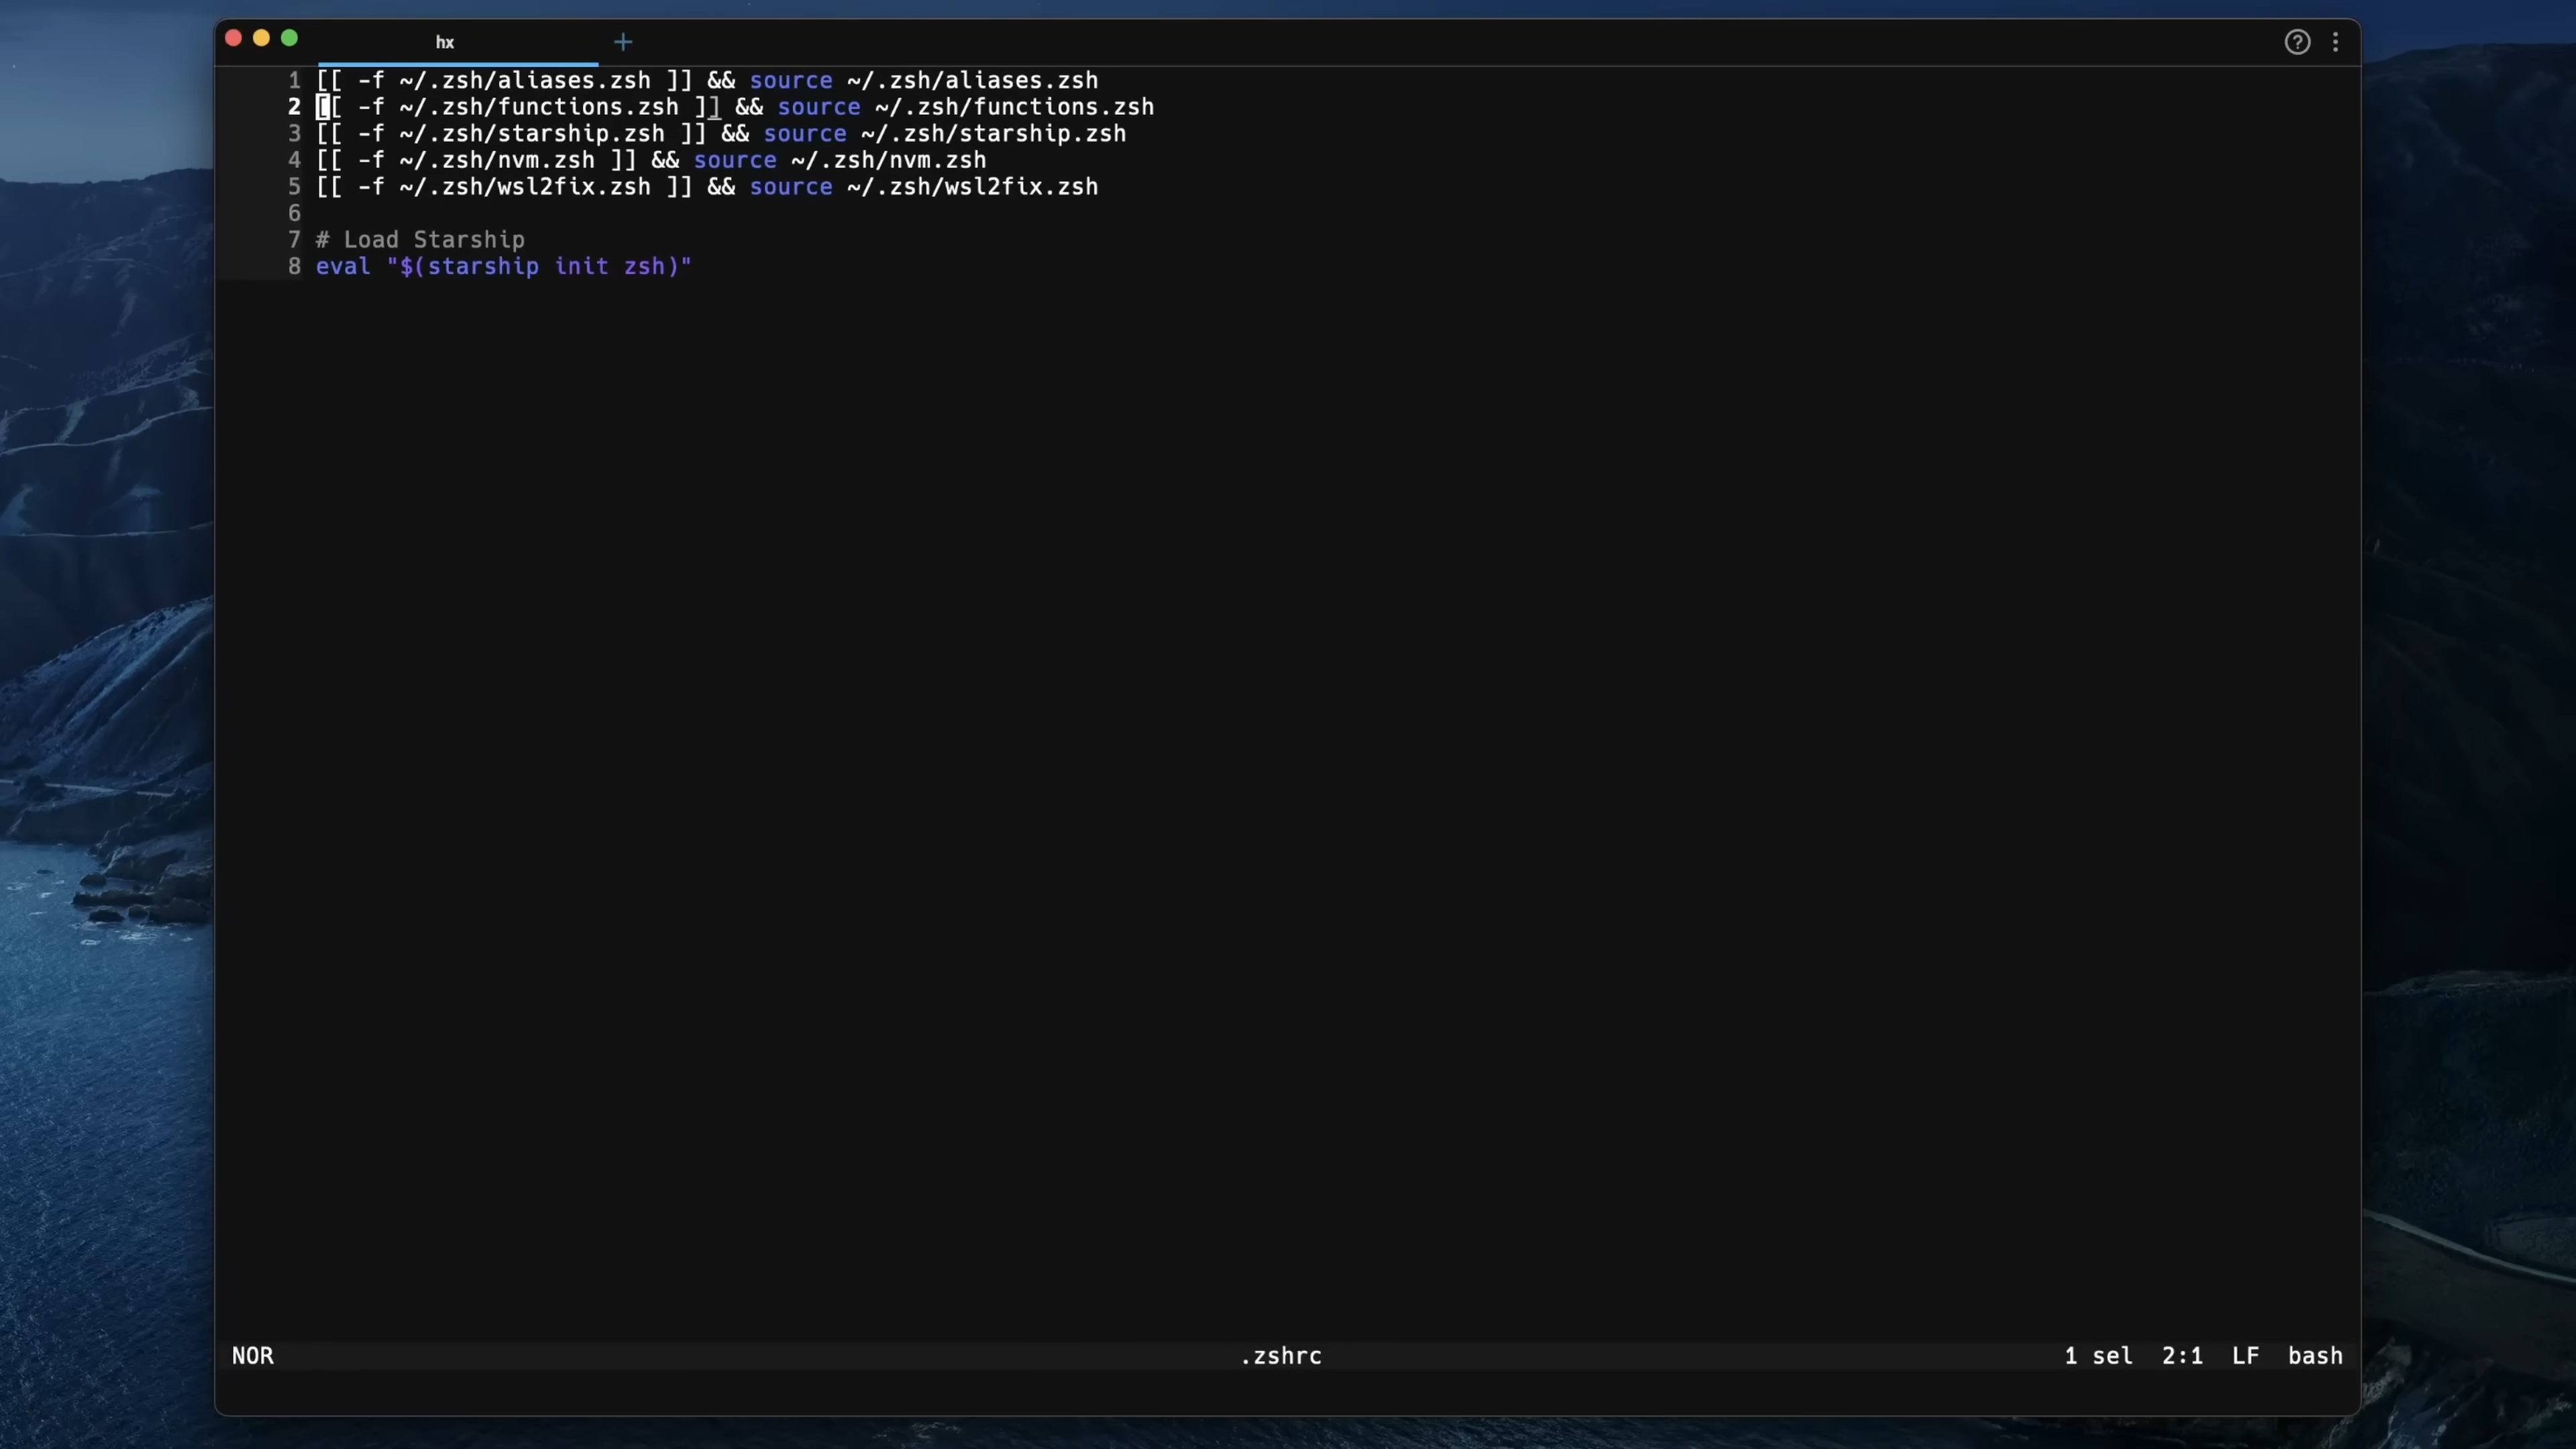 hx
1 [[ -f ~/.zsh/aliases.zsh ]] && source ~/.zsh/aliases.zsh
2 [[ -f ~/.zsh/functions.zsh ]] && source ~/.zsh/functions.zsh
3 [[ -f ~/.zsh/starship.zsh ]] && source ~/.zsh/starship.zsh
4 [[ -f ~/.zsh/nvm.zsh ]] && source ~/.zsh/nvm.zsh
5 [[ -f ~/.zsh/wsl2fix.zsh ]] && source ~/.zsh/wsl2fix.zsh
6
7 # Load Starship
8 eval "$(starship init zsh)"
NOR .zshrc 1 sel 2:1 LF bash